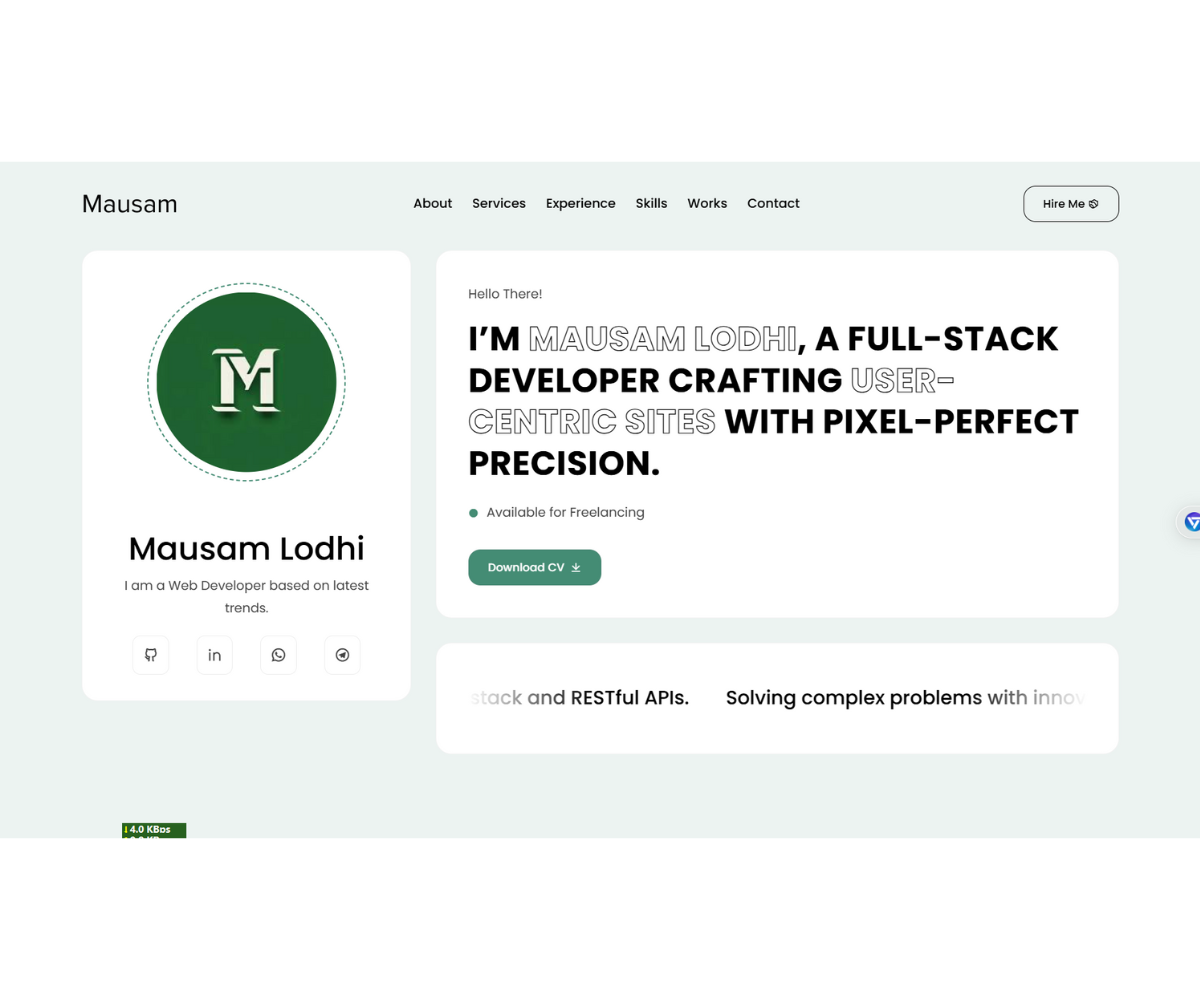 Mausam
About Services Experience Skills Works Contact
Hire Me
M
Mausam Lodhi
I am a Web Developer based on latest
trends.
in
Hello There!
I’M MAUSAM LODHI, A FULL-STACK
DEVELOPER CRAFTING USER-
CENTRIC SITES WITH PIXEL-PERFECT
PRECISION.
Available for Freelancing
Download CV
stack and RESTful APIs. Solving complex problems with innov
4.0 KBps